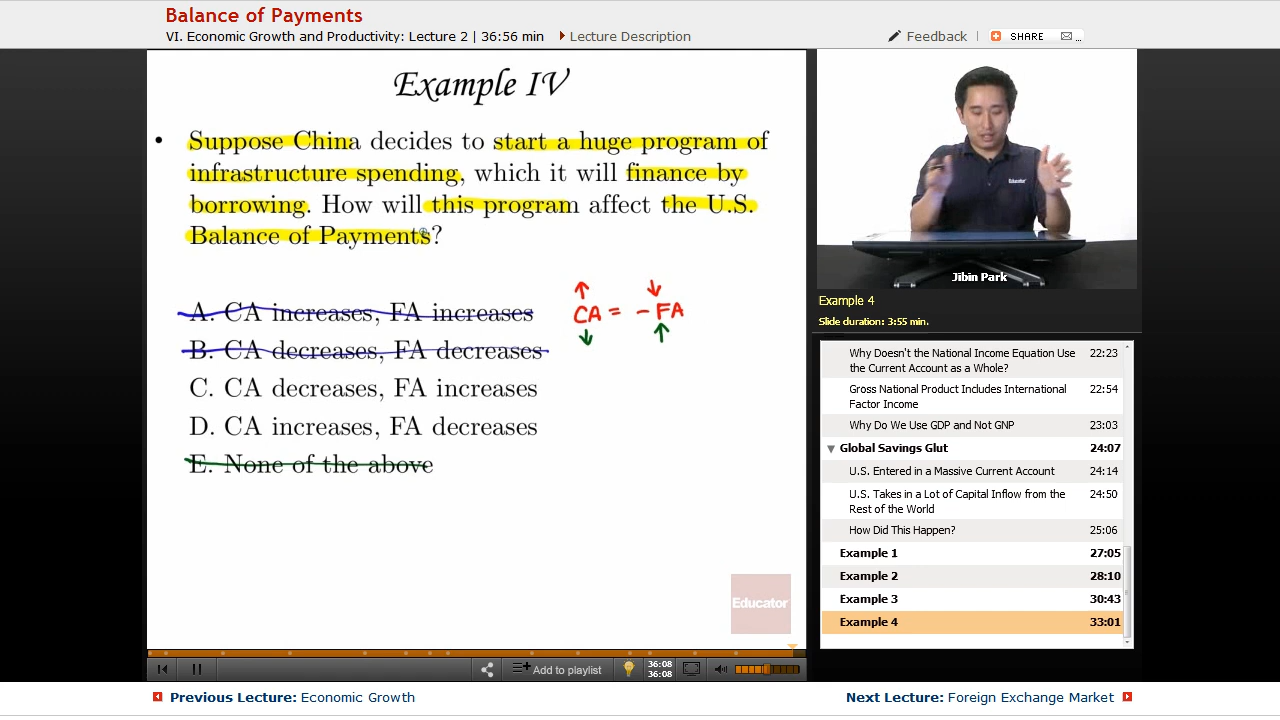 Balance of Payments
VI. Economic Growth and Productivity: Lecture 2 | 36:56 min
Lecture Description
Feedback
SHARE
Example IV
• Suppose China decides to start a huge program of
infrastructure spending, which it will finance by
borrowing. How will this program affect the U.S.
Balance of Payments?
A. CA increases, FA increases
B. CA decreases, FA decreases
C. CA decreases, FA increases
D. CA increases, FA decreases
E. None of the above
↑ ↓
CA = - FA
↓ ↑
Educator
Educator
Jibin Park
Example 4
Slide duration: 3:55 min.
Why Doesn't the National Income Equation Use
the Current Account as a Whole? 22:23
Gross National Product Includes International
Factor Income 22:54
Why Do We Use GDP and Not GNP 23:03
Global Savings Glut 24:07
U.S. Entered in a Massive Current Account 24:14
U.S. Takes in a Lot of Capital Inflow from the
Rest of the World 24:50
How Did This Happen? 25:06
Example 1 27:05
Example 2 28:10
Example 3 30:43
Example 4 33:01
Add to playlist
36:08
36:08
Previous Lecture: Economic Growth
Next Lecture: Foreign Exchange Market